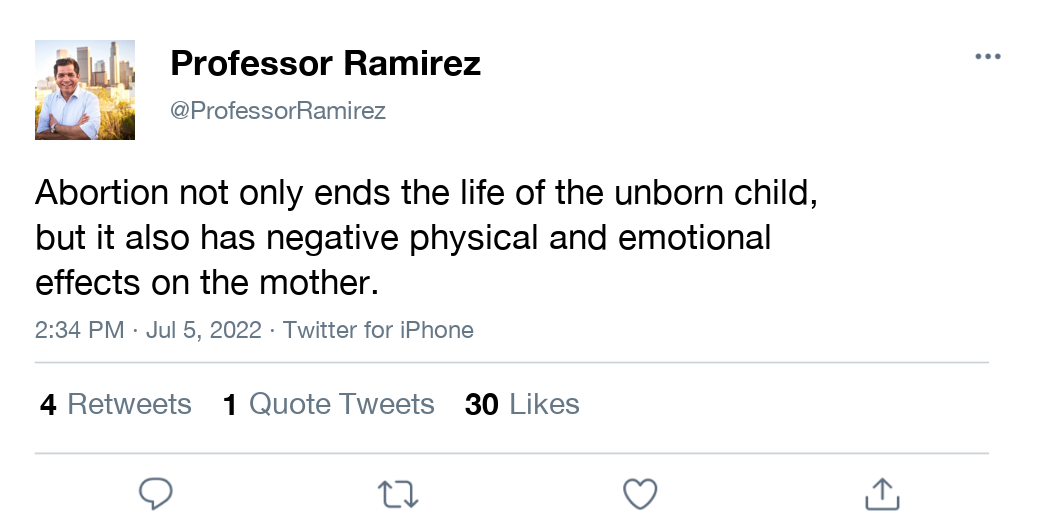 Professor Ramirez
@ProfessorRamirez
Abortion not only ends the life of the unborn child,
but it also has negative physical and emotional
effects on the mother.
2:34 PM · Jul 5, 2022 · Twitter for iPhone
4 Retweets 1 Quote Tweets 30 Likes